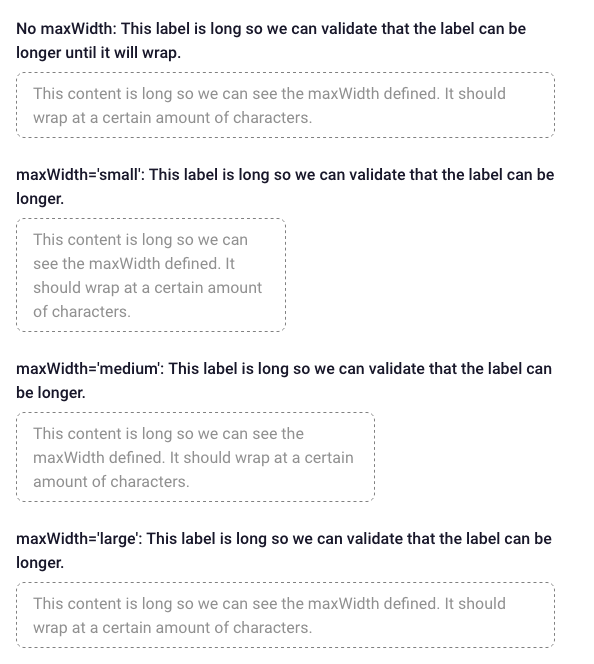 No maxWidth: This label is long so we can validate that the label can be
longer until it will wrap.
This content is long so we can see the maxWidth defined. It should
wrap at a certain amount of characters.
maxWidth='small': This label is long so we can validate that the label can be
longer.
This content is long so we can
see the maxWidth defined. It
should wrap at a certain amount
of characters.
maxWidth='medium': This label is long so we can validate that the label can
be longer.
This content is long so we can see the
maxWidth defined. It should wrap at a certain
amount of characters.
maxWidth='large': This label is long so we can validate that the label can be
longer.
This content is long so we can see the maxWidth defined. It should
wrap at a certain amount of characters.